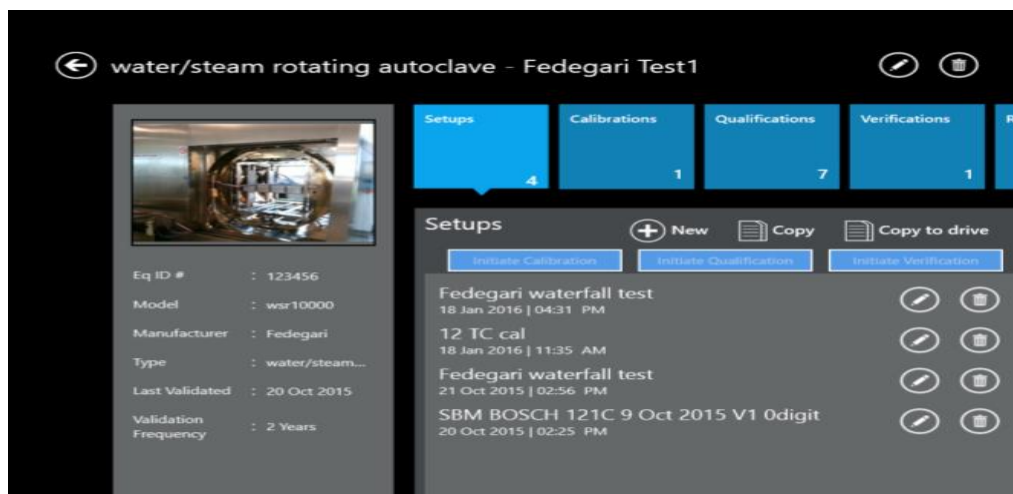 water/steam rotating autoclave - Fedegari Test1
Setups
4
Calibrations
1
Qualifications
7
Verifications
1
R
Setups
New
Copy
Copy to drive
Initiate Calibration
Initiate Qualification
Initiate Verification
Eq ID # : 123456
Model : wsr10000
Manufacturer : Fedegari
Type : water/steam...
Last Validated : 20 Oct 2015
Validation
Frequency : 2 Years
Fedegari waterfall test
18 Jan 2016 | 04:31 PM
12 TC cal
18 Jan 2016 | 11:35 AM
Fedegari waterfall test
21 Oct 2015 | 02:56 PM
SBM BOSCH 121C 9 Oct 2015 V1 0digit
20 Oct 2015 | 02:25 PM